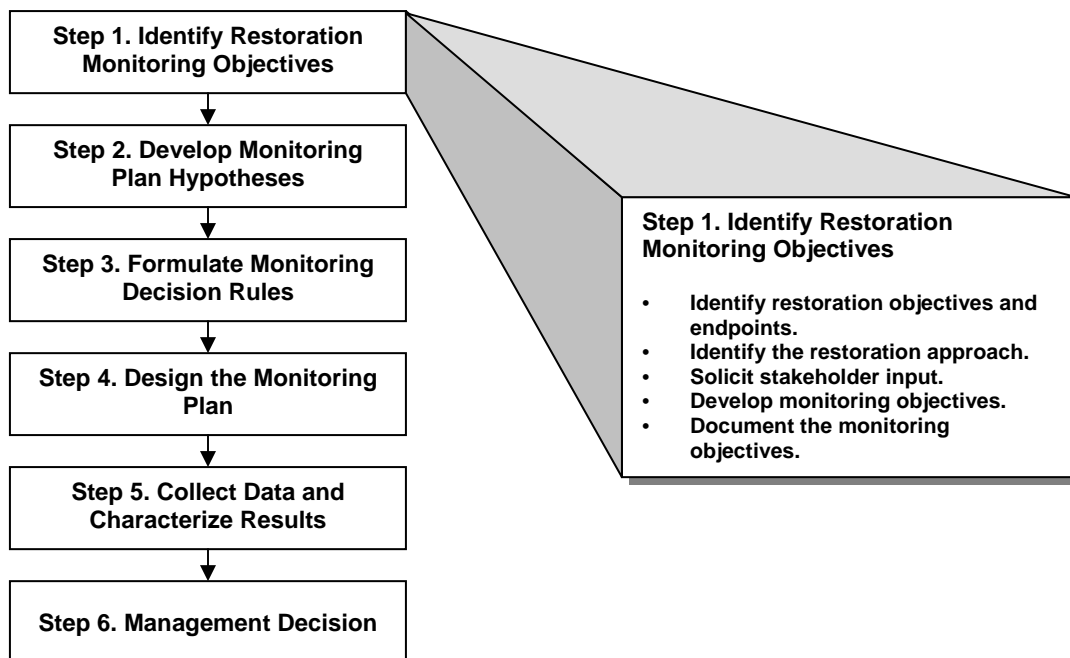 Step 1. Identify Restoration
Monitoring Objectives
Step 2. Develop Monitoring
Plan Hypotheses
Step 3. Formulate Monitoring
Decision Rules
Step 4. Design the Monitoring
Plan
Step 5. Collect Data and
Characterize Results
Step 6. Management Decision
Step 1. Identify Restoration
Monitoring Objectives
• Identify restoration objectives and
endpoints.
• Identify the restoration approach.
• Solicit stakeholder input.
• Develop monitoring objectives.
• Document the monitoring
objectives.